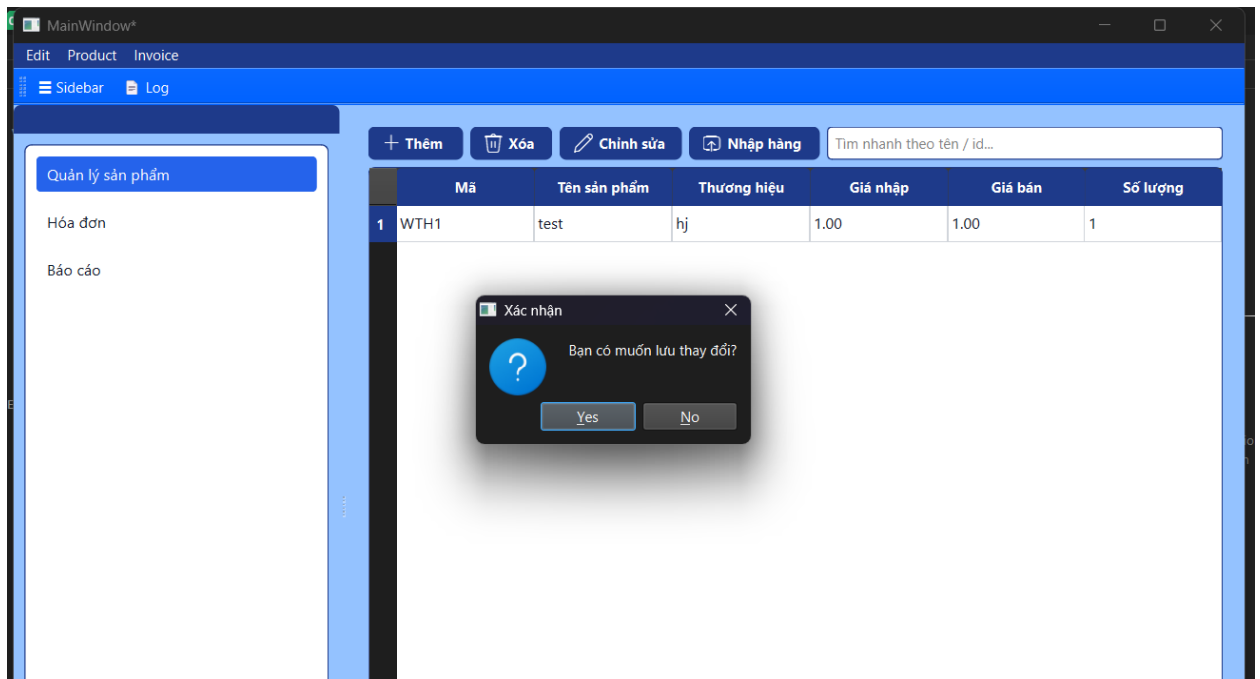 MainWindow*
Edit Product Invoice
Sidebar Log
Thêm Xóa Chỉnh sửa Nhập hàng Tìm nhanh theo tên / id...
Quản lý sản phẩm
Hóa đơn
Báo cáo
Mã Tên sản phẩm Thương hiệu Giá nhập Giá bán Số lượng
1 WTH1 test hj 1.00 1.00 1
Xác nhận
Bạn có muốn lưu thay đổi?
Yes No